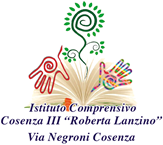 Istituto Comprensivo
Cosenza III “Roberta Lanzino”
Via Negroni Cosenza